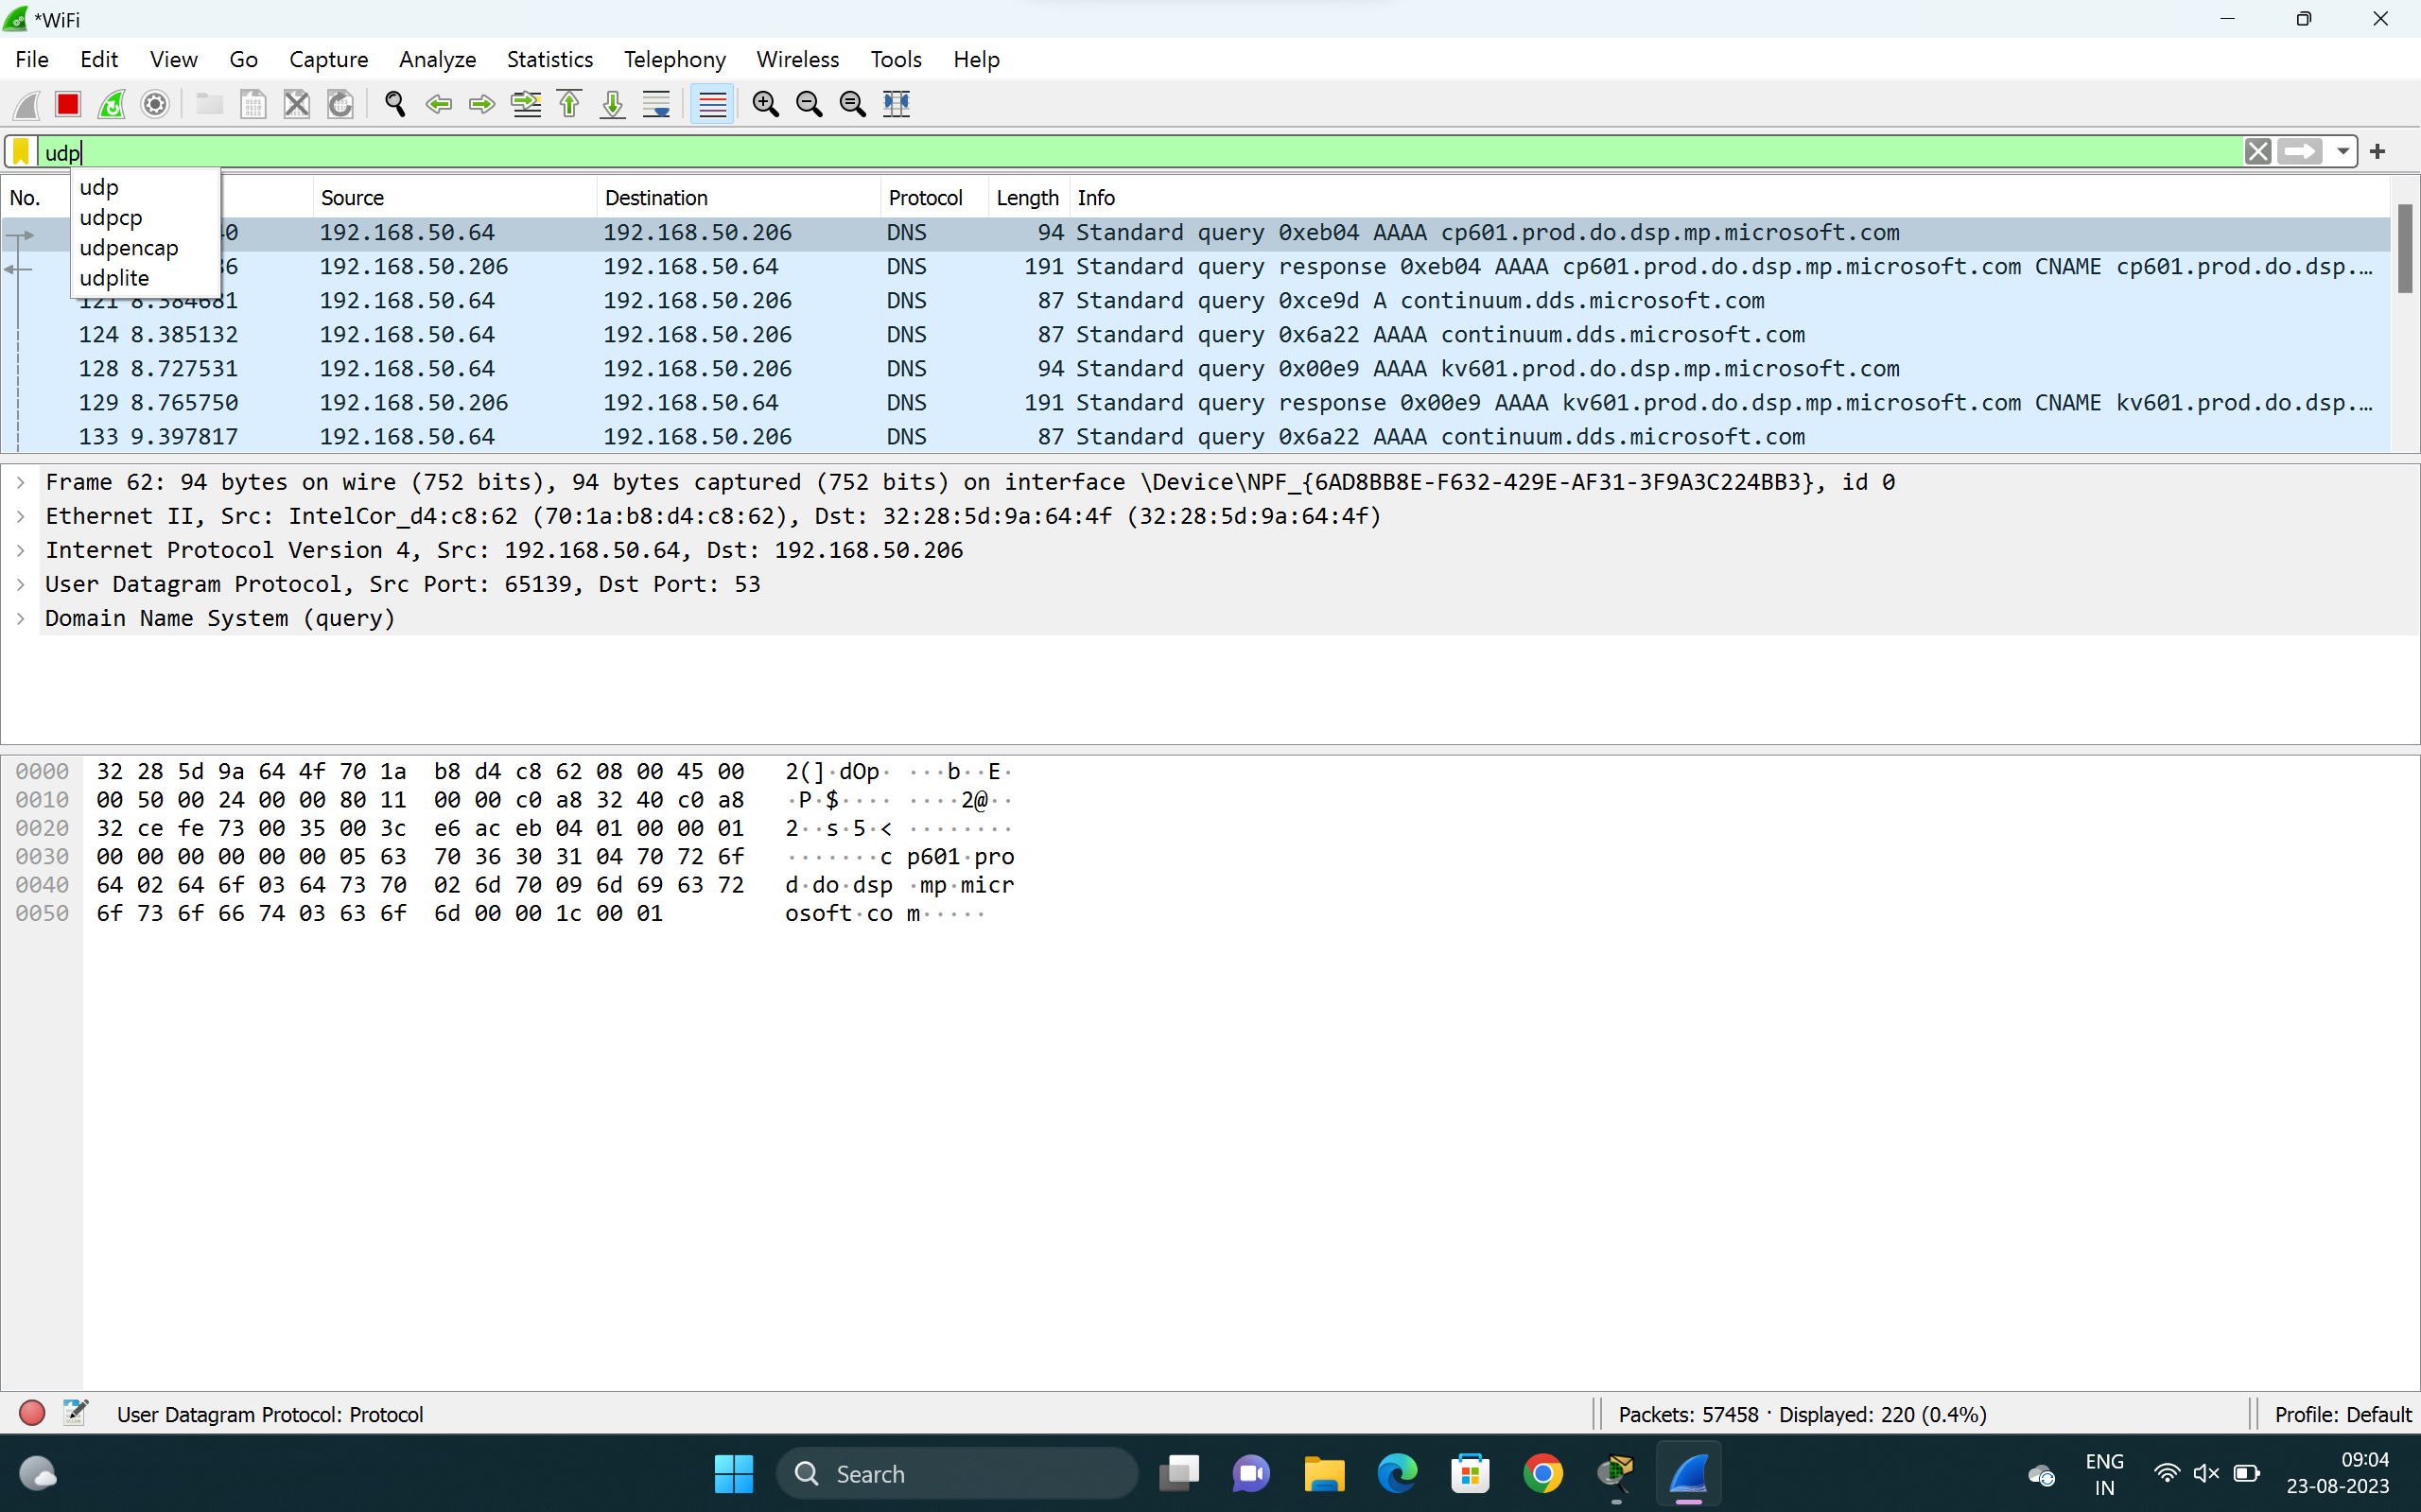 *WiFi
File Edit View Go Capture Analyze Statistics Telephony Wireless Tools Help
udp
udp
udpcp
udpencap
udplite
No. Source Destination Protocol Length Info
0 192.168.50.64 192.168.50.206 DNS 94 Standard query 0xeb04 AAAA cp601.prod.do.dsp.mp.microsoft.com
6 192.168.50.206 192.168.50.64 DNS 191 Standard query response 0xeb04 AAAA cp601.prod.do.dsp.mp.microsoft.com CNAME cp601.prod.do.dsp.…
121 8.384681 192.168.50.64 192.168.50.206 DNS 87 Standard query 0xce9d A continuum.dds.microsoft.com
124 8.385132 192.168.50.64 192.168.50.206 DNS 87 Standard query 0x6a22 AAAA continuum.dds.microsoft.com
128 8.727531 192.168.50.64 192.168.50.206 DNS 94 Standard query 0x00e9 AAAA kv601.prod.do.dsp.mp.microsoft.com
129 8.765750 192.168.50.206 192.168.50.64 DNS 191 Standard query response 0x00e9 AAAA kv601.prod.do.dsp.mp.microsoft.com CNAME kv601.prod.do.dsp.…
133 9.397817 192.168.50.64 192.168.50.206 DNS 87 Standard query 0x6a22 AAAA continuum.dds.microsoft.com
Frame 62: 94 bytes on wire (752 bits), 94 bytes captured (752 bits) on interface \Device\NPF_{6AD8BB8E-F632-429E-AF31-3F9A3C224BB3}, id 0
Ethernet II, Src: IntelCor_d4:c8:62 (70:1a:b8:d4:c8:62), Dst: 32:28:5d:9a:64:4f (32:28:5d:9a:64:4f)
Internet Protocol Version 4, Src: 192.168.50.64, Dst: 192.168.50.206
User Datagram Protocol, Src Port: 65139, Dst Port: 53
Domain Name System (query)
0000 32 28 5d 9a 64 4f 70 1a b8 d4 c8 62 08 00 45 00 2(]·dOp· ···b··E·
0010 00 50 00 24 00 00 80 11 00 00 c0 a8 32 40 c0 a8 ·P·$···· ····2@··
0020 32 ce fe 73 00 35 00 3c e6 ac eb 04 01 00 00 01 2··s·5·< ········
0030 00 00 00 00 00 00 05 63 70 36 30 31 04 70 72 6f ·······c p601·pro
0040 64 02 64 6f 03 64 73 70 02 6d 70 09 6d 69 63 72 d·do·dsp ·mp·micr
0050 6f 73 6f 66 74 03 63 6f 6d 00 00 1c 00 01 osoft·co m·····
User Datagram Protocol: Protocol Packets: 57458 · Displayed: 220 (0.4%) Profile: Default
Search
ENG
IN
09:04
23-08-2023